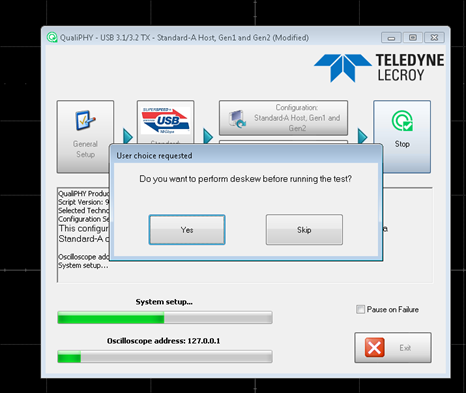 QualiPHY - USB 3.1/3.2 TX - Standard-A Host, Gen1 and Gen2 (Modified)
TELEDYNE
LECROY
General
Setup
SUPERSPEED+
USB
10 Gbps
Standard
Configuration:
Standard-A Host, Gen1 and
Gen2
Stop
User choice requested
Do you want to perform deskew before running the test?
Yes
Skip
QualiPHY Produc
Script Version: 9
Selected Techno
Configuration Se
This configur
Standard-A c
a
Oscilloscope add
System setup...
System setup...
Pause on Failure
Oscilloscope address: 127.0.0.1
Exit